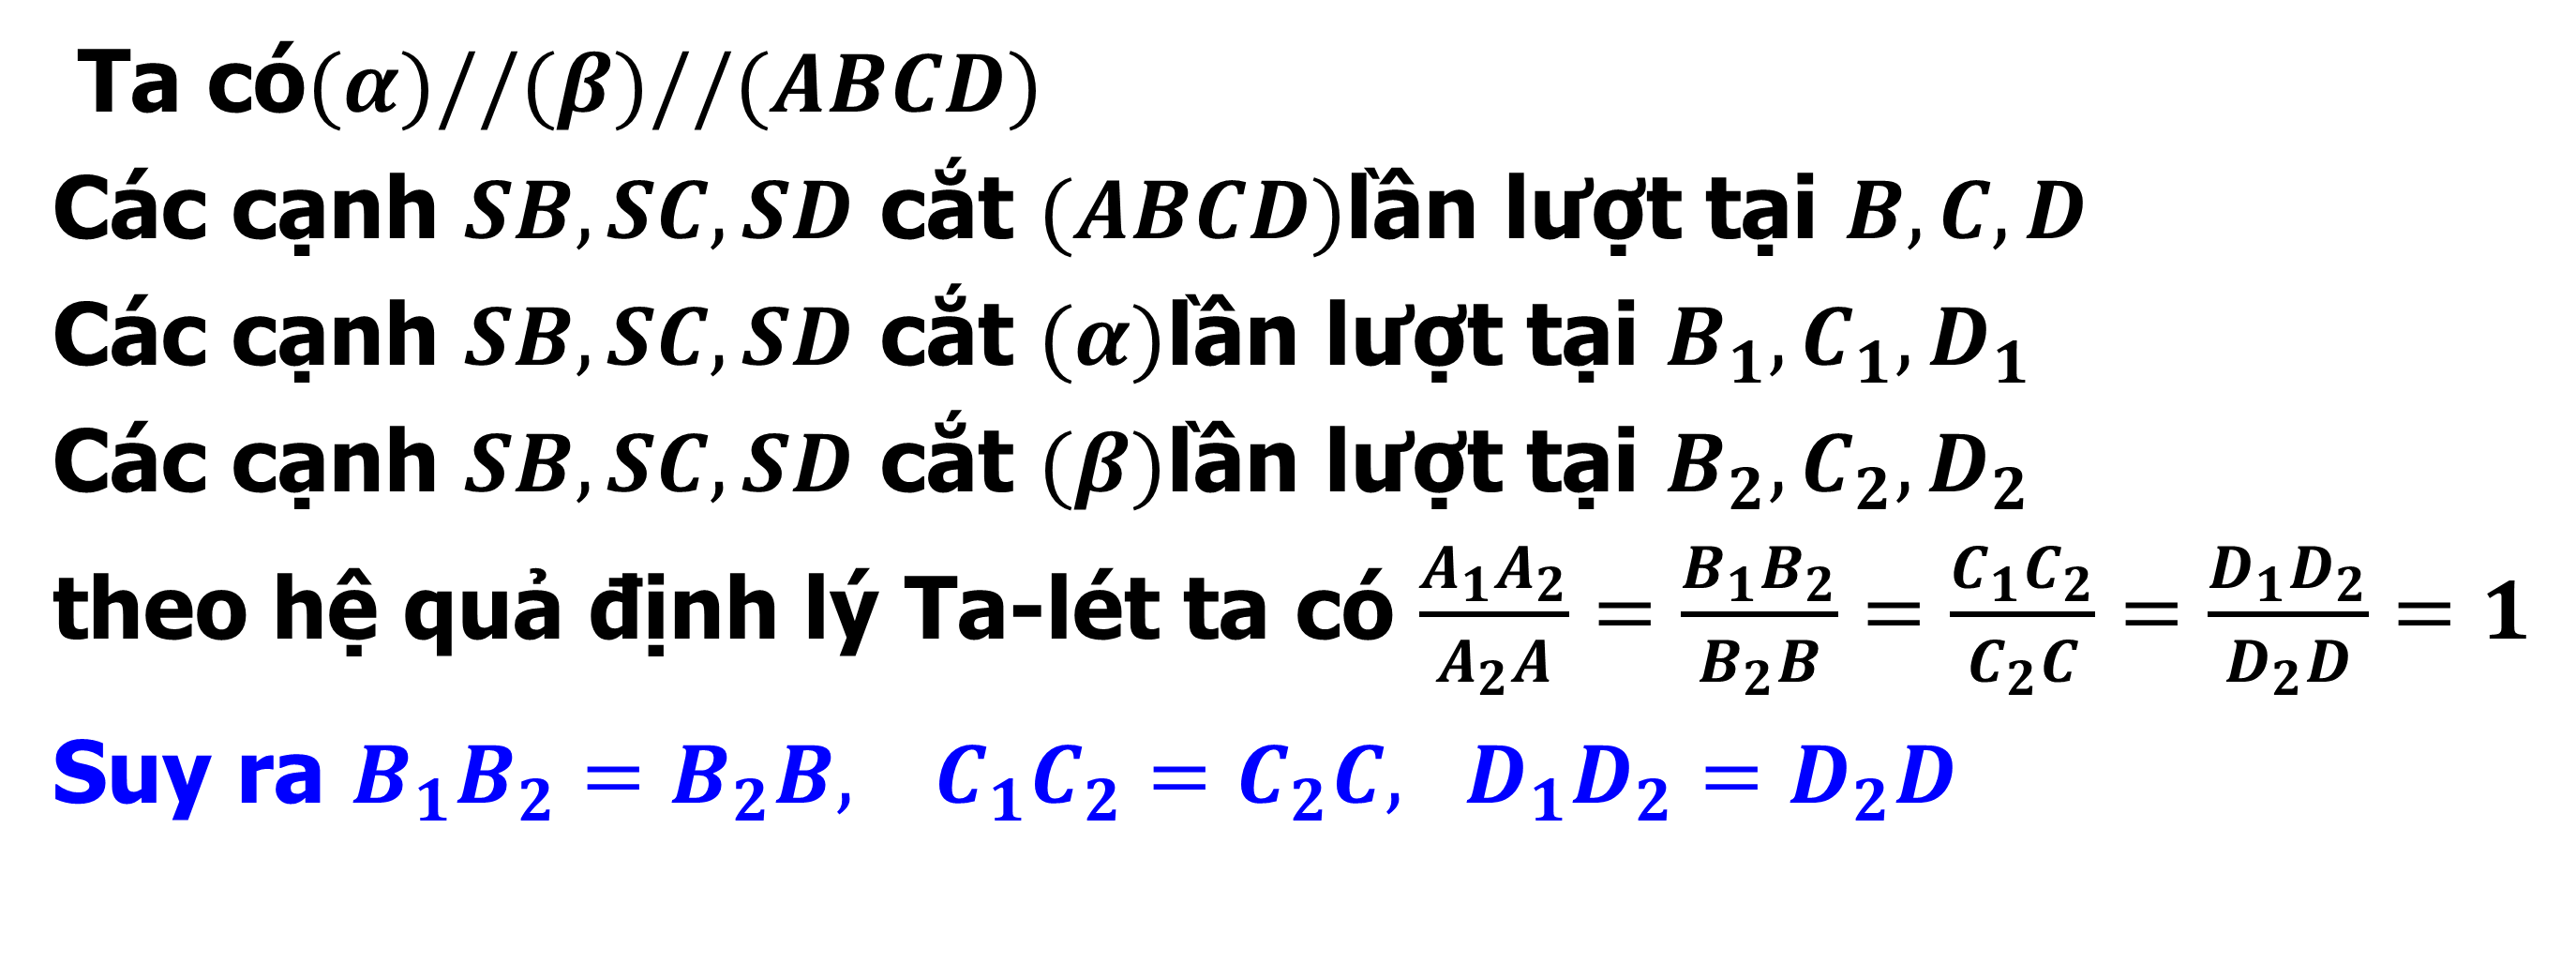 Ta có(α)//(β)//(ABCD)
Các cạnh SB, SC, SD cắt (ABCD)lần lượt tại B, C, D
Các cạnh SB, SC, SD cắt (α)lần lượt tại B₁, C₁, D₁
Các cạnh SB, SC, SD cắt (β)lần lượt tại B₂, C₂, D₂
theo hệ quả định lý Ta-lét ta có A₁A₂/A₂A = B₁B₂/B₂B = C₁C₂/C₂C = D₁D₂/D₂D = 1
Suy ra B₁B₂ = B₂B, C₁C₂ = C₂C, D₁D₂ = D₂D